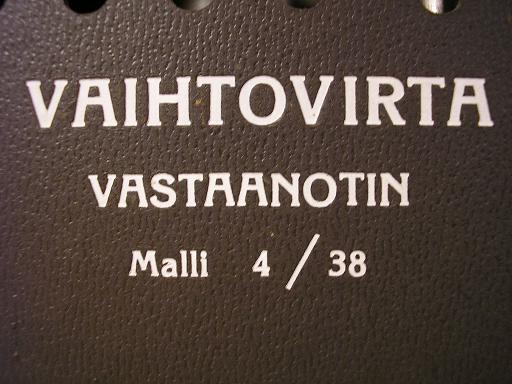 VAIHTOVIRTA
VASTAANOTIN
Malli 4 / 38